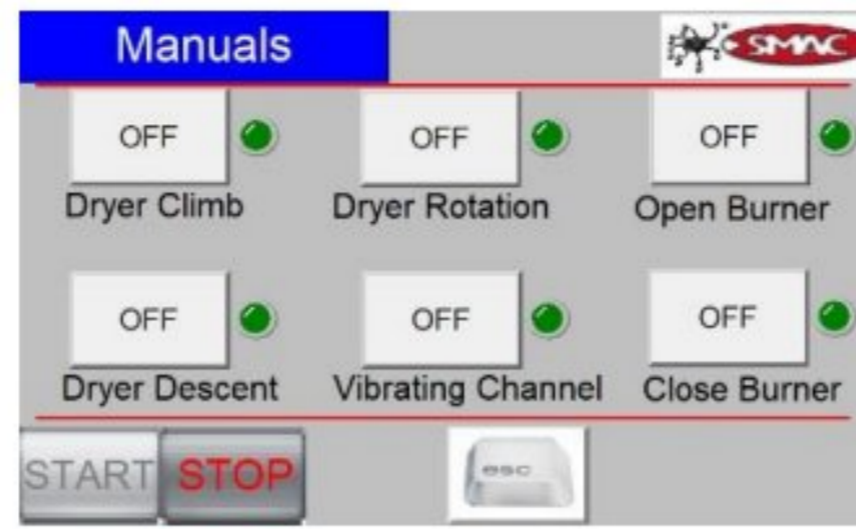 Manuals
SMAC
OFF OFF OFF
Dryer Climb Dryer Rotation Open Burner
OFF OFF OFF
Dryer Descent Vibrating Channel Close Burner
START STOP esc